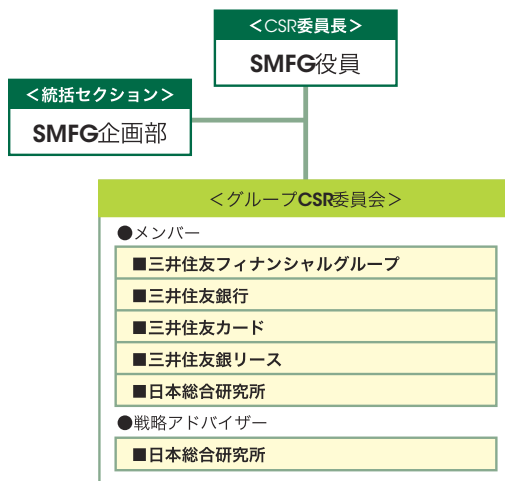 ＜CSR委員長＞
SMFG役員
＜統括セクション＞
SMFG企画部
＜グループCSR委員会＞
●メンバー
■三井住友フィナンシャルグループ
■三井住友銀行
■三井住友カード
■三井住友銀リース
■日本総合研究所
●戦略アドバイザー
■日本総合研究所